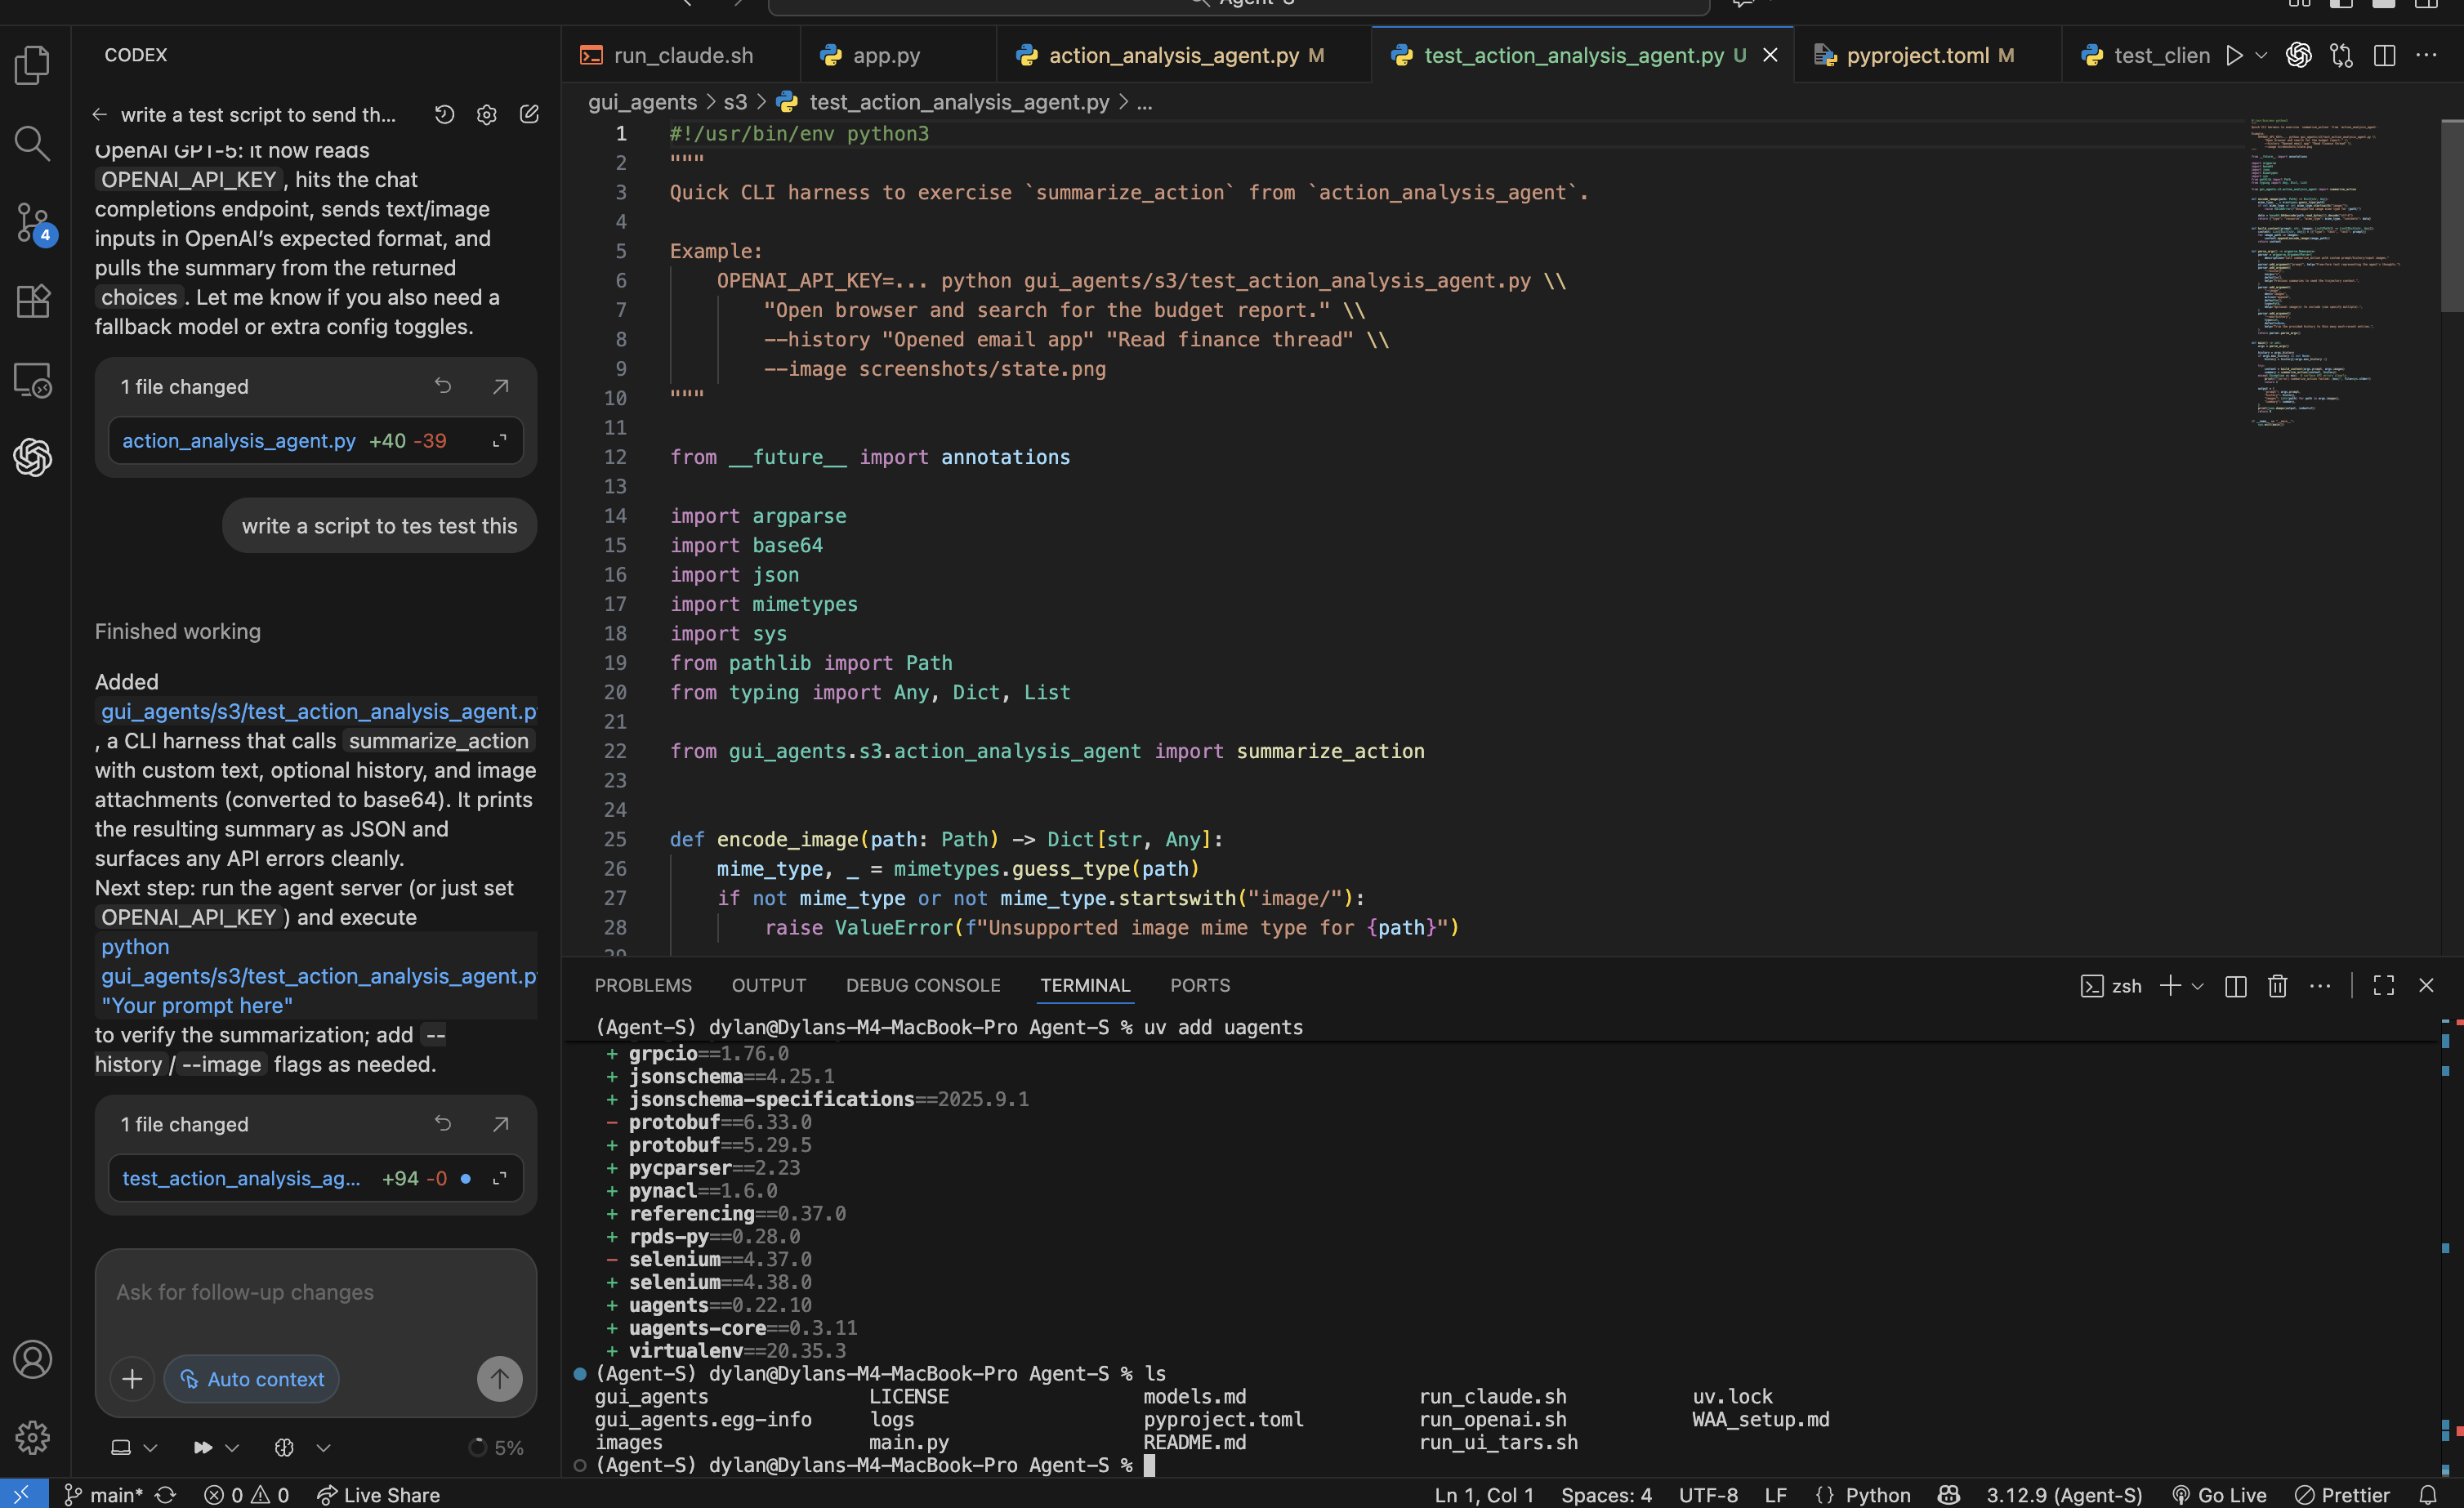 Agent-S
CODEX
write a test script to send th...
OpenAI GPT-5: it now reads
OPENAI_API_KEY , hits the chat
completions endpoint, sends text/image
inputs in OpenAI's expected format, and
pulls the summary from the returned
choices . Let me know if you also need a
fallback model or extra config toggles.
1 file changed
action_analysis_agent.py +40 -39
write a script to tes test this
Finished working
Added
gui_agents/s3/test_action_analysis_agent.p
, a CLI harness that calls summarize_action
with custom text, optional history, and image
attachments (converted to base64). It prints
the resulting summary as JSON and
surfaces any API errors cleanly.
Next step: run the agent server (or just set
OPENAI_API_KEY ) and execute
python
gui_agents/s3/test_action_analysis_agent.p
"Your prompt here"
to verify the summarization; add --
history / --image flags as needed.
1 file changed
test_action_analysis_ag... +94 -0
Ask for follow-up changes
Auto context
5%
4
run_claude.sh
app.py
action_analysis_agent.py M
test_action_analysis_agent.py U
pyproject.toml M
test_clien
gui_agents > s3 > test_action_analysis_agent.py > ...
1 #!/usr/bin/env python3
2 """
3 Quick CLI harness to exercise `summarize_action` from `action_analysis_agent`.
4
5 Example:
6     OPENAI_API_KEY=... python gui_agents/s3/test_action_analysis_agent.py \\
7         "Open browser and search for the budget report." \\
8         --history "Opened email app" "Read finance thread" \\
9         --image screenshots/state.png
10 """
11
12 from __future__ import annotations
13
14 import argparse
15 import base64
16 import json
17 import mimetypes
18 import sys
19 from pathlib import Path
20 from typing import Any, Dict, List
21
22 from gui_agents.s3.action_analysis_agent import summarize_action
23
24
25 def encode_image(path: Path) -> Dict[str, Any]:
26     mime_type, _ = mimetypes.guess_type(path)
27     if not mime_type or not mime_type.startswith("image/"):
28         raise ValueError(f"Unsupported image mime type for {path}")
29
PROBLEMS OUTPUT DEBUG CONSOLE TERMINAL PORTS
zsh
(Agent-S) dylan@Dylans-M4-MacBook-Pro Agent-S % uv add uagents
+ grpcio==1.76.0
+ jsonschema==4.25.1
+ jsonschema-specifications==2025.9.1
- protobuf==6.33.0
+ protobuf==5.29.5
+ pycparser==2.23
+ pynacl==1.6.0
+ referencing==0.37.0
+ rpds-py==0.28.0
- selenium==4.37.0
+ selenium==4.38.0
+ uagents==0.22.10
+ uagents-core==0.3.11
+ virtualenv==20.35.3
(Agent-S) dylan@Dylans-M4-MacBook-Pro Agent-S % ls
gui_agents LICENSE models.md run_claude.sh uv.lock
gui_agents.egg-info logs pyproject.toml run_openai.sh WAA_setup.md
images main.py README.md run_ui_tars.sh
(Agent-S) dylan@Dylans-M4-MacBook-Pro Agent-S %
main* 0 0 Live Share
Ln 1, Col 1 Spaces: 4 UTF-8 LF {} Python 3.12.9 (Agent-S) Go Live Prettier